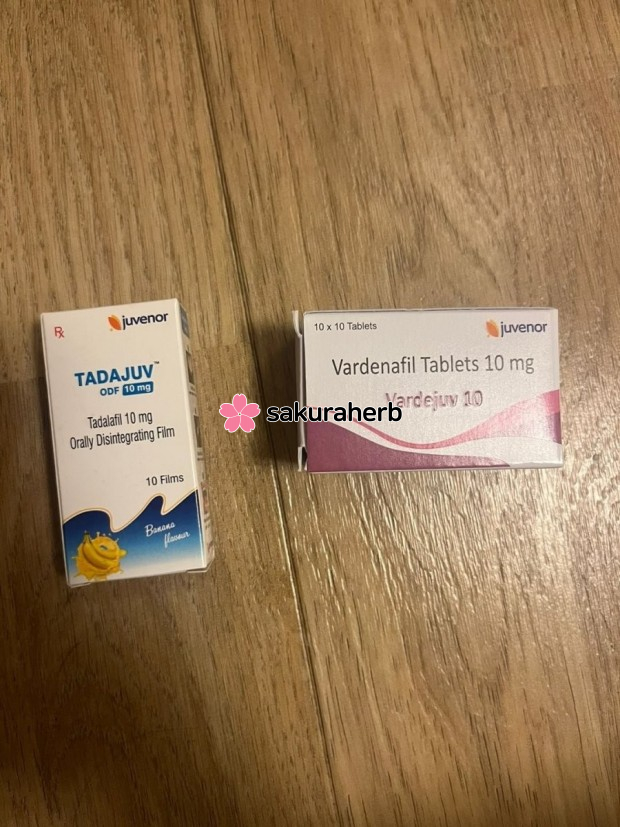 Rx
juvenor
TADAJUV™
ODF 10 mg
Tadalafil 10 mg
Orally Disintegrating Film
10 Films
Banana
flavour
10 x 10 Tablets
juvenor
Vardenafil Tablets 10 mg
Vardejuv 10
sakuraherb